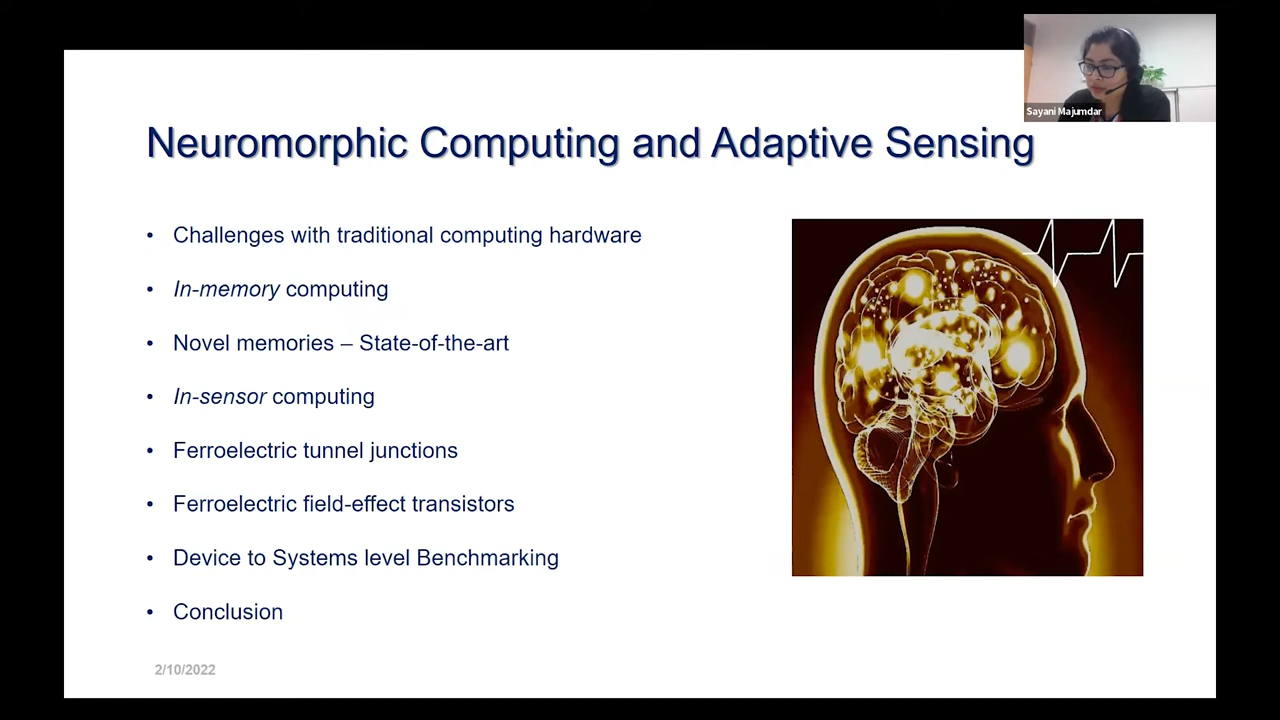 Sayani Majumdar
Neuromorphic Computing and Adaptive Sensing
• Challenges with traditional computing hardware
• In-memory computing
• Novel memories – State-of-the-art
• In-sensor computing
• Ferroelectric tunnel junctions
• Ferroelectric field-effect transistors
• Device to Systems level Benchmarking
• Conclusion
2/10/2022